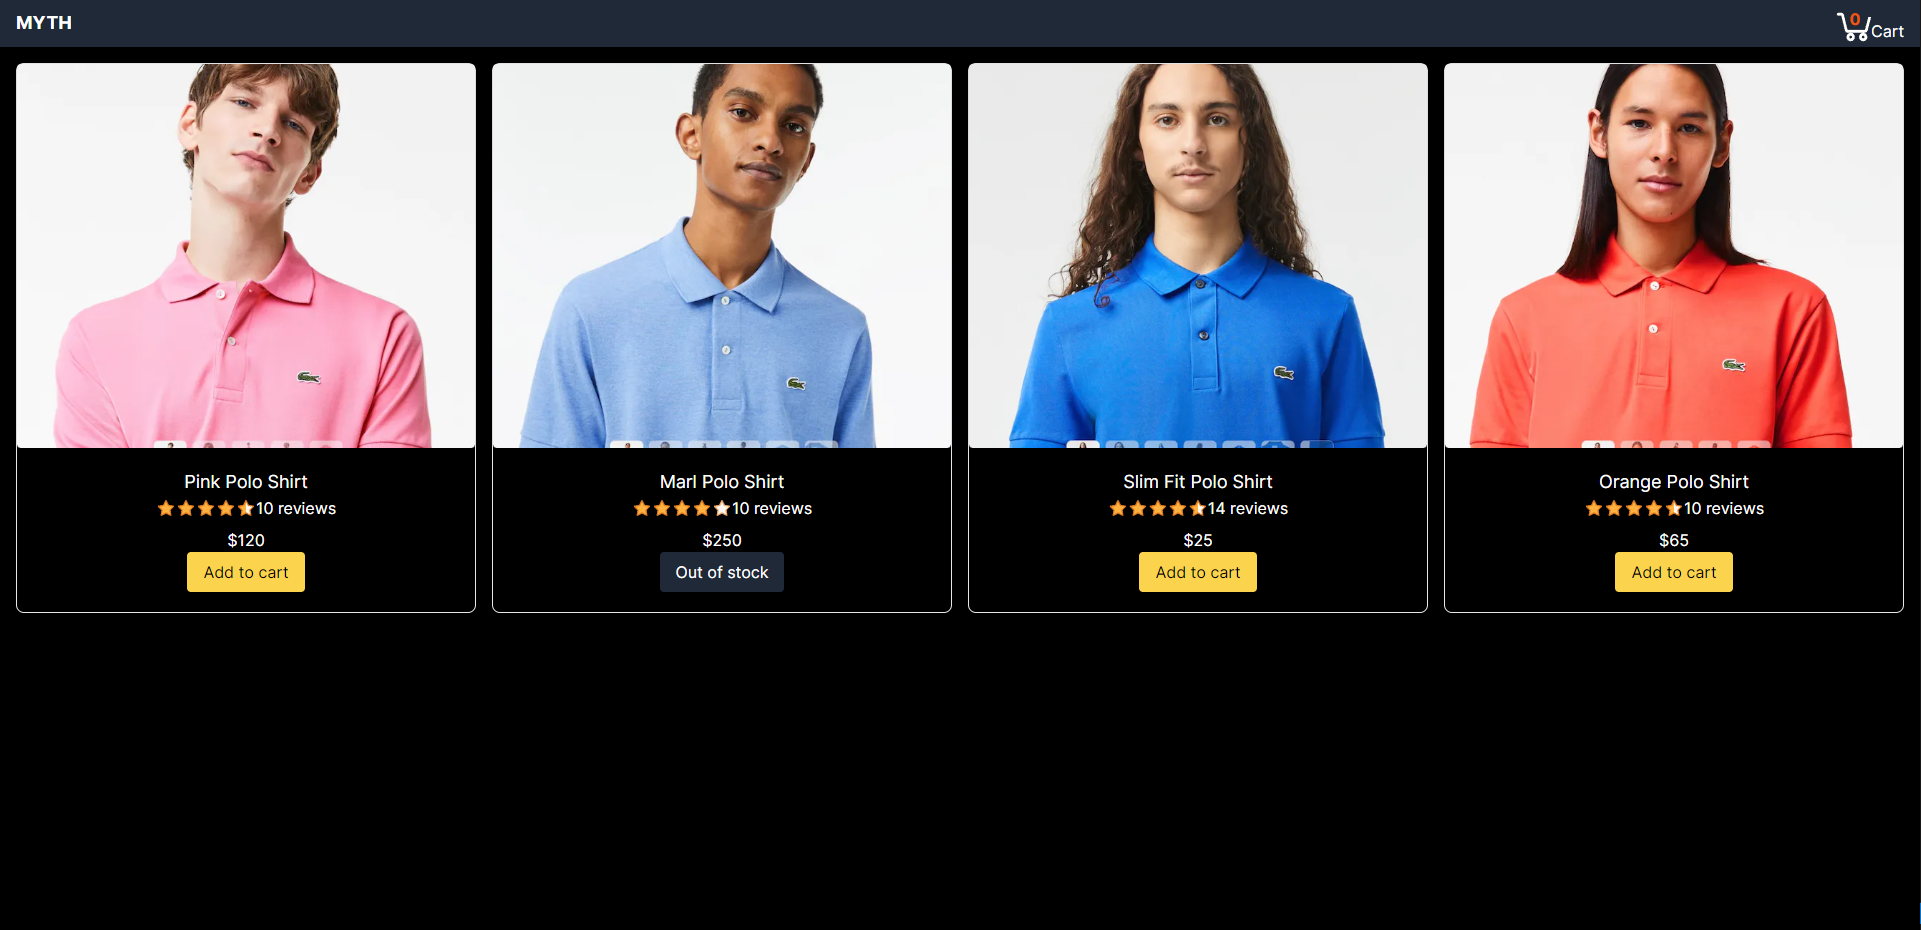 MYTH
0
Cart
Pink Polo Shirt
10 reviews
$120
Add to cart
Marl Polo Shirt
10 reviews
$250
Out of stock
Slim Fit Polo Shirt
14 reviews
$25
Add to cart
Orange Polo Shirt
10 reviews
$65
Add to cart